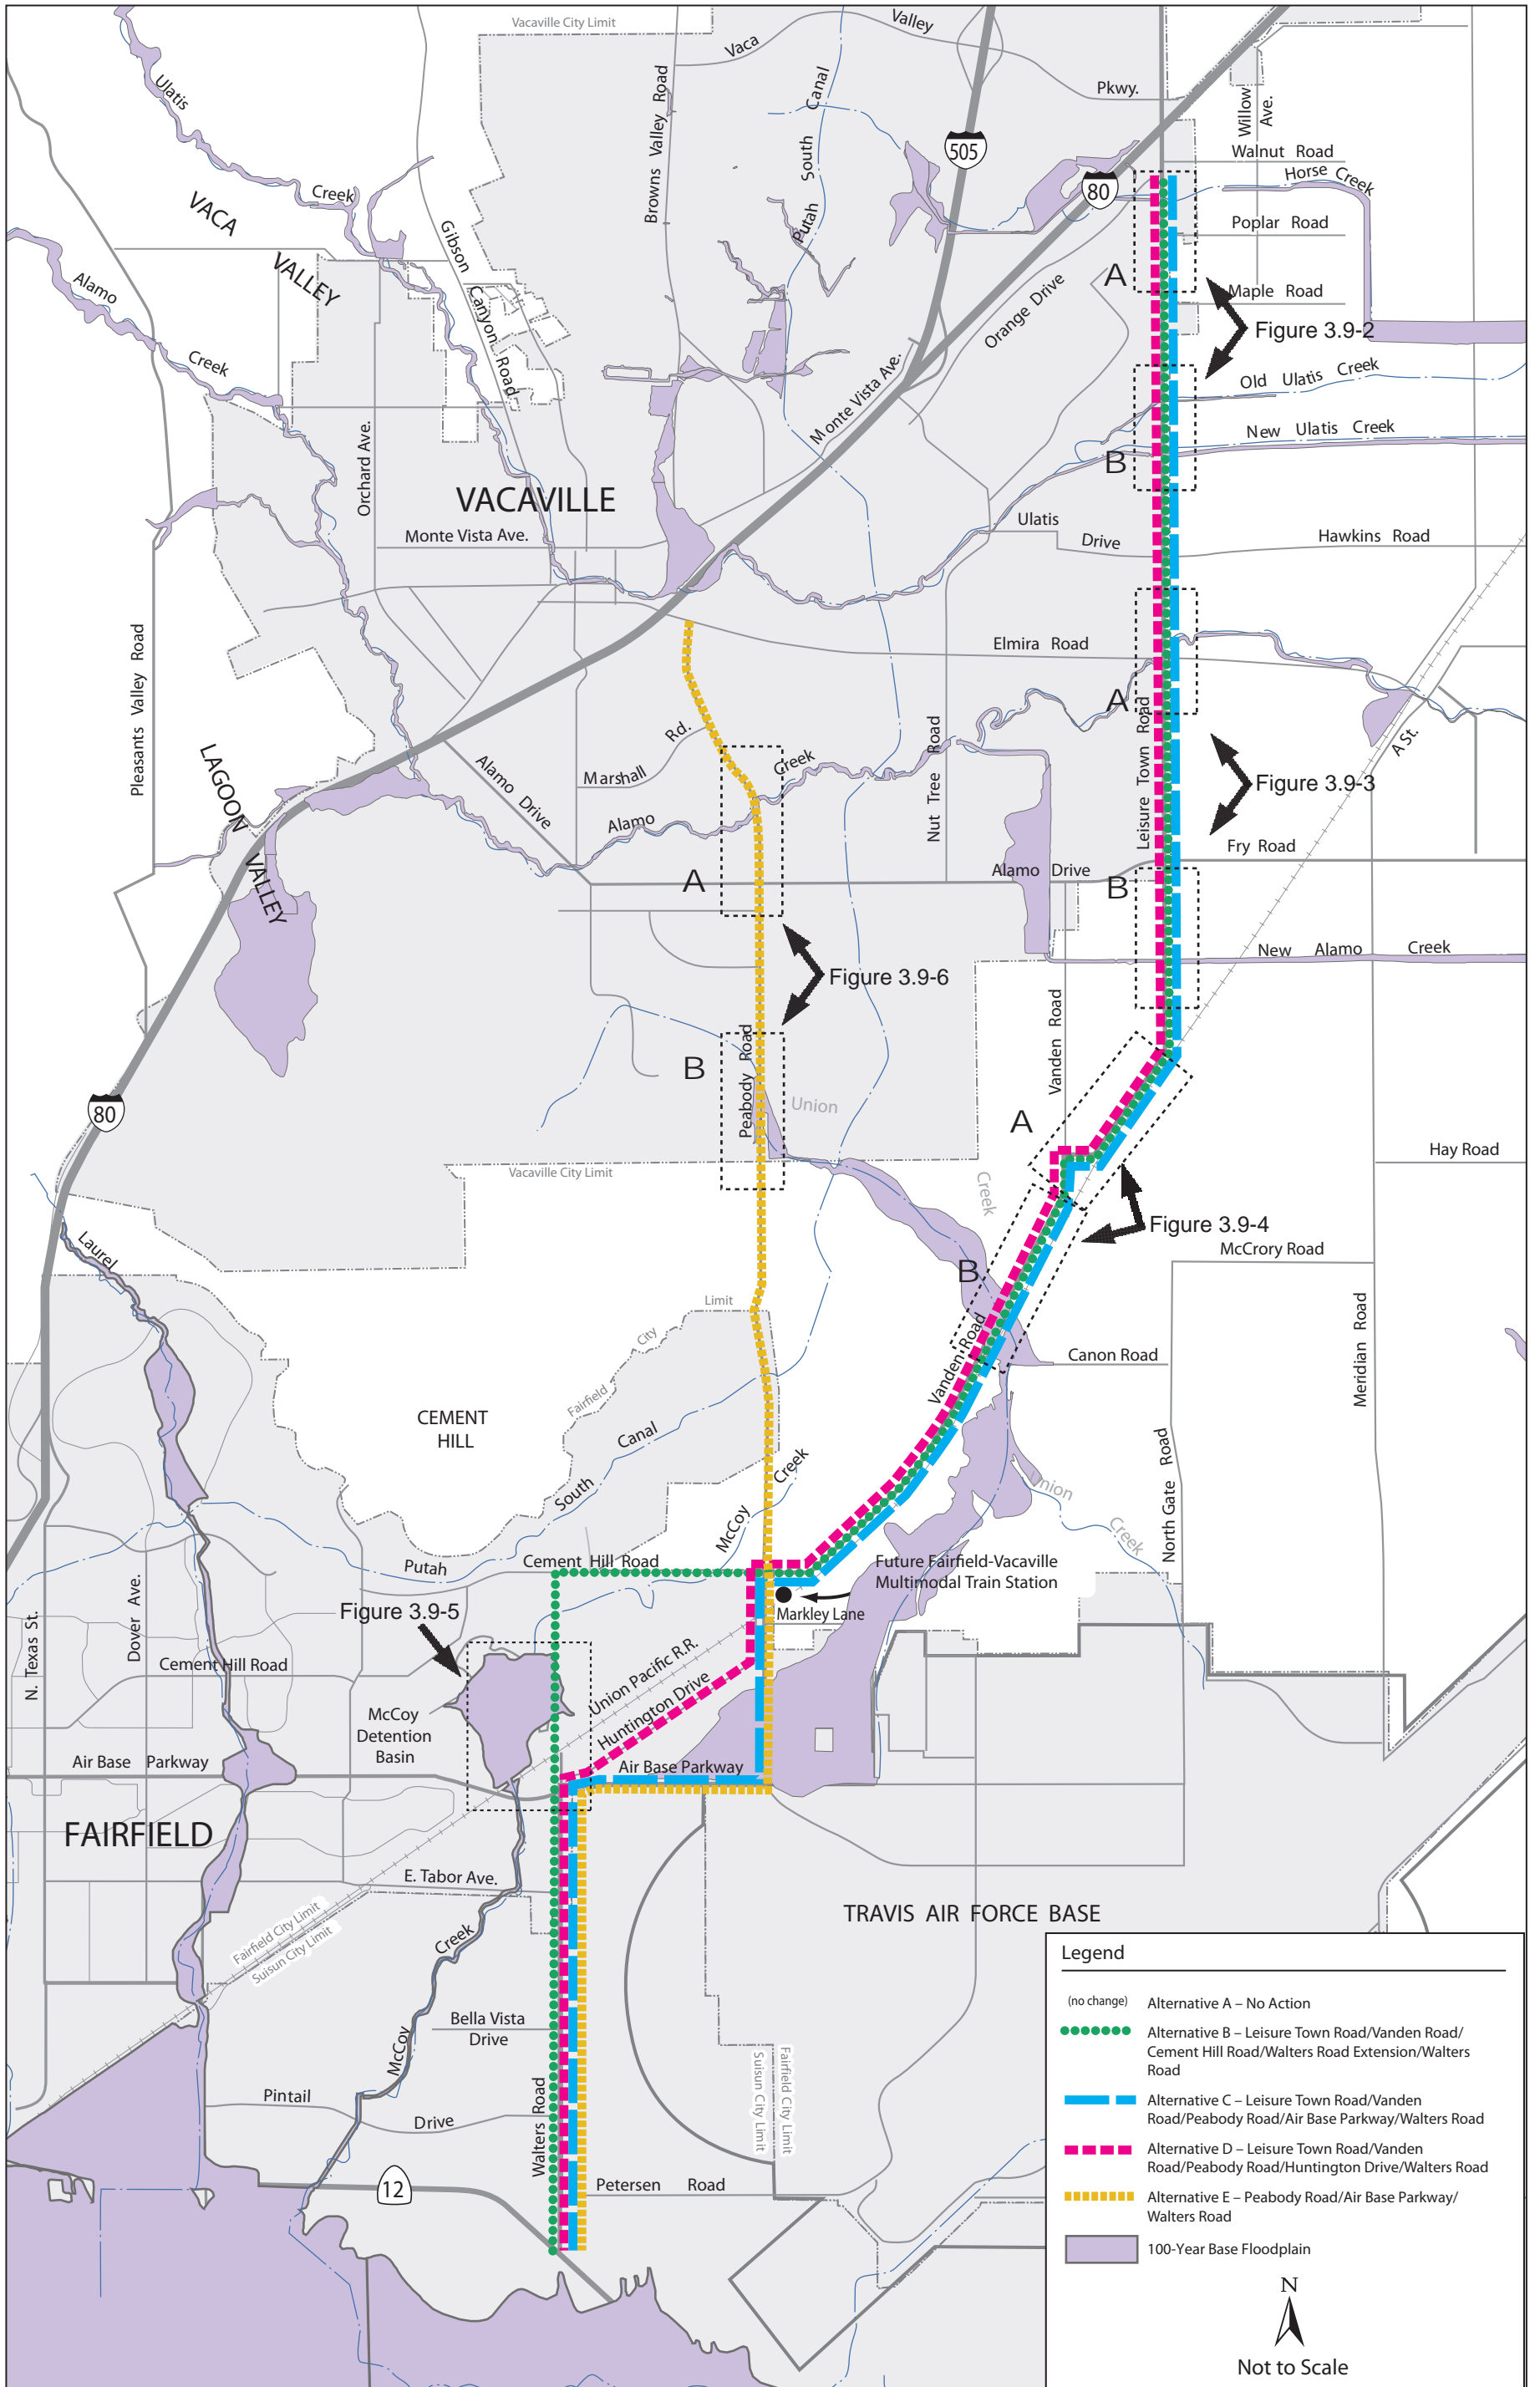 Vacaville City Limit
Vaca
Valley
Pkwy.
Ulatis
Creek
VACA
VALLEY
Gibson
Canyon Road
Browns Valley Road
Putah South Canal
505
80
Willow
Ave.
Walnut Road
Horse Creek
Poplar Road
A
Maple Road
Figure 3.9-2
Orange Drive
Alamo
Creek
Monte Vista Ave.
Old Ulatis Creek
New Ulatis Creek
B
Orchard Ave.
VACAVILLE
Monte Vista Ave.
Ulatis
Drive
Hawkins Road
Pleasants Valley Road
Elmira Road
A
Leisure Town Road
Nut Tree Road
A St.
Figure 3.9-3
Rd.
Marshall
Creek
Alamo
Alamo Drive
LAGOON
VALLEY
Fry Road
Alamo Drive
A
B
New Alamo Creek
Figure 3.9-6
Peabody Road
B
Vanden Road
Union
Creek
80
A
Hay Road
Vacaville City Limit
Figure 3.9-4
McCrory Road
Laurel
B
Limit
City
Fairfield
Vanden Road
Canon Road
Meridian Road
CEMENT
HILL
Canal
South
Putah
Creek
McCoy
Union
Creek
North Gate Road
Cement Hill Road
Future Fairfield-Vacaville
Multimodal Train Station
Markley Lane
N. Texas St.
Dover Ave.
Figure 3.9-5
Cement Hill Road
Union Pacific R.R.
Huntington Drive
McCoy
Detention
Basin
Air Base Parkway
Air Base Parkway
FAIRFIELD
E. Tabor Ave.
Fairfield City Limit
Suisun City Limit
TRAVIS AIR FORCE BASE
Creek
McCoy
Bella Vista
Drive
Pintail
Drive
Walters Road
Suisun City Limit
Fairfield City Limit
12
Petersen Road
Legend
(no change) Alternative A – No Action
Alternative B – Leisure Town Road/Vanden Road/
Cement Hill Road/Walters Road Extension/Walters
Road
Alternative C – Leisure Town Road/Vanden
Road/Peabody Road/Air Base Parkway/Walters Road
Alternative D – Leisure Town Road/Vanden
Road/Peabody Road/Huntington Drive/Walters Road
Alternative E – Peabody Road/Air Base Parkway/
Walters Road
100-Year Base Floodplain
N
Not to Scale